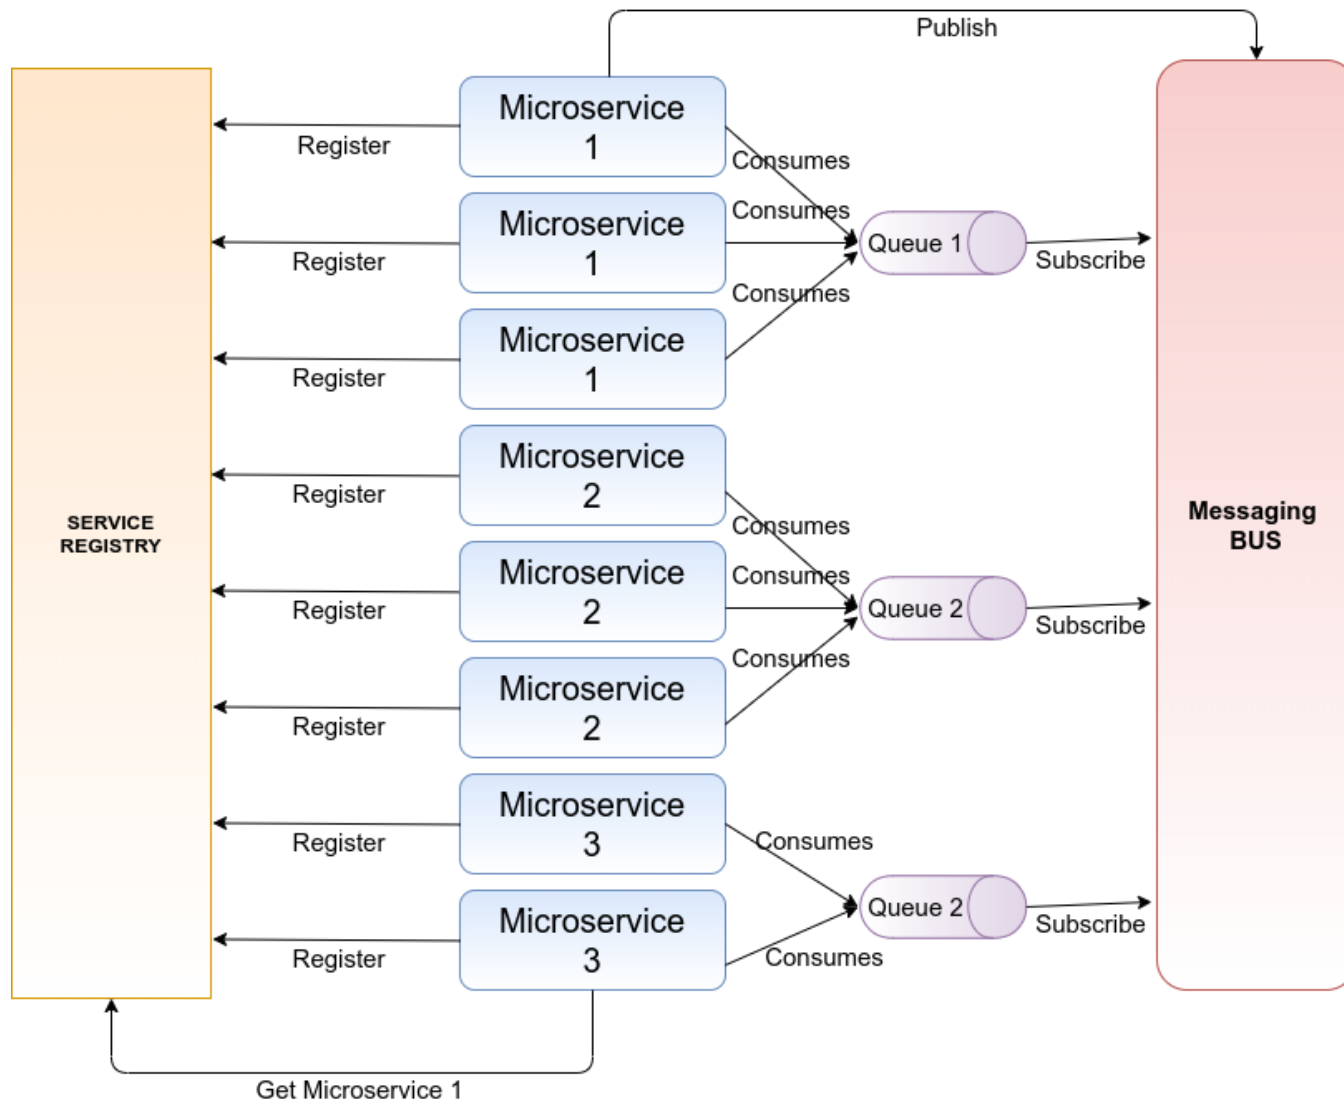 Publish
Microservice
1
Register
Consumes
Microservice
1
Register
Consumes
Queue 1
Subscribe
Consumes
Microservice
1
Register
Microservice
2
Register
Consumes
SERVICE
REGISTRY
Messaging
BUS
Microservice
2
Register
Consumes
Queue 2
Subscribe
Consumes
Microservice
2
Register
Microservice
3
Register
Consumes
Queue 2
Subscribe
Microservice
3
Register
Consumes
Get Microservice 1